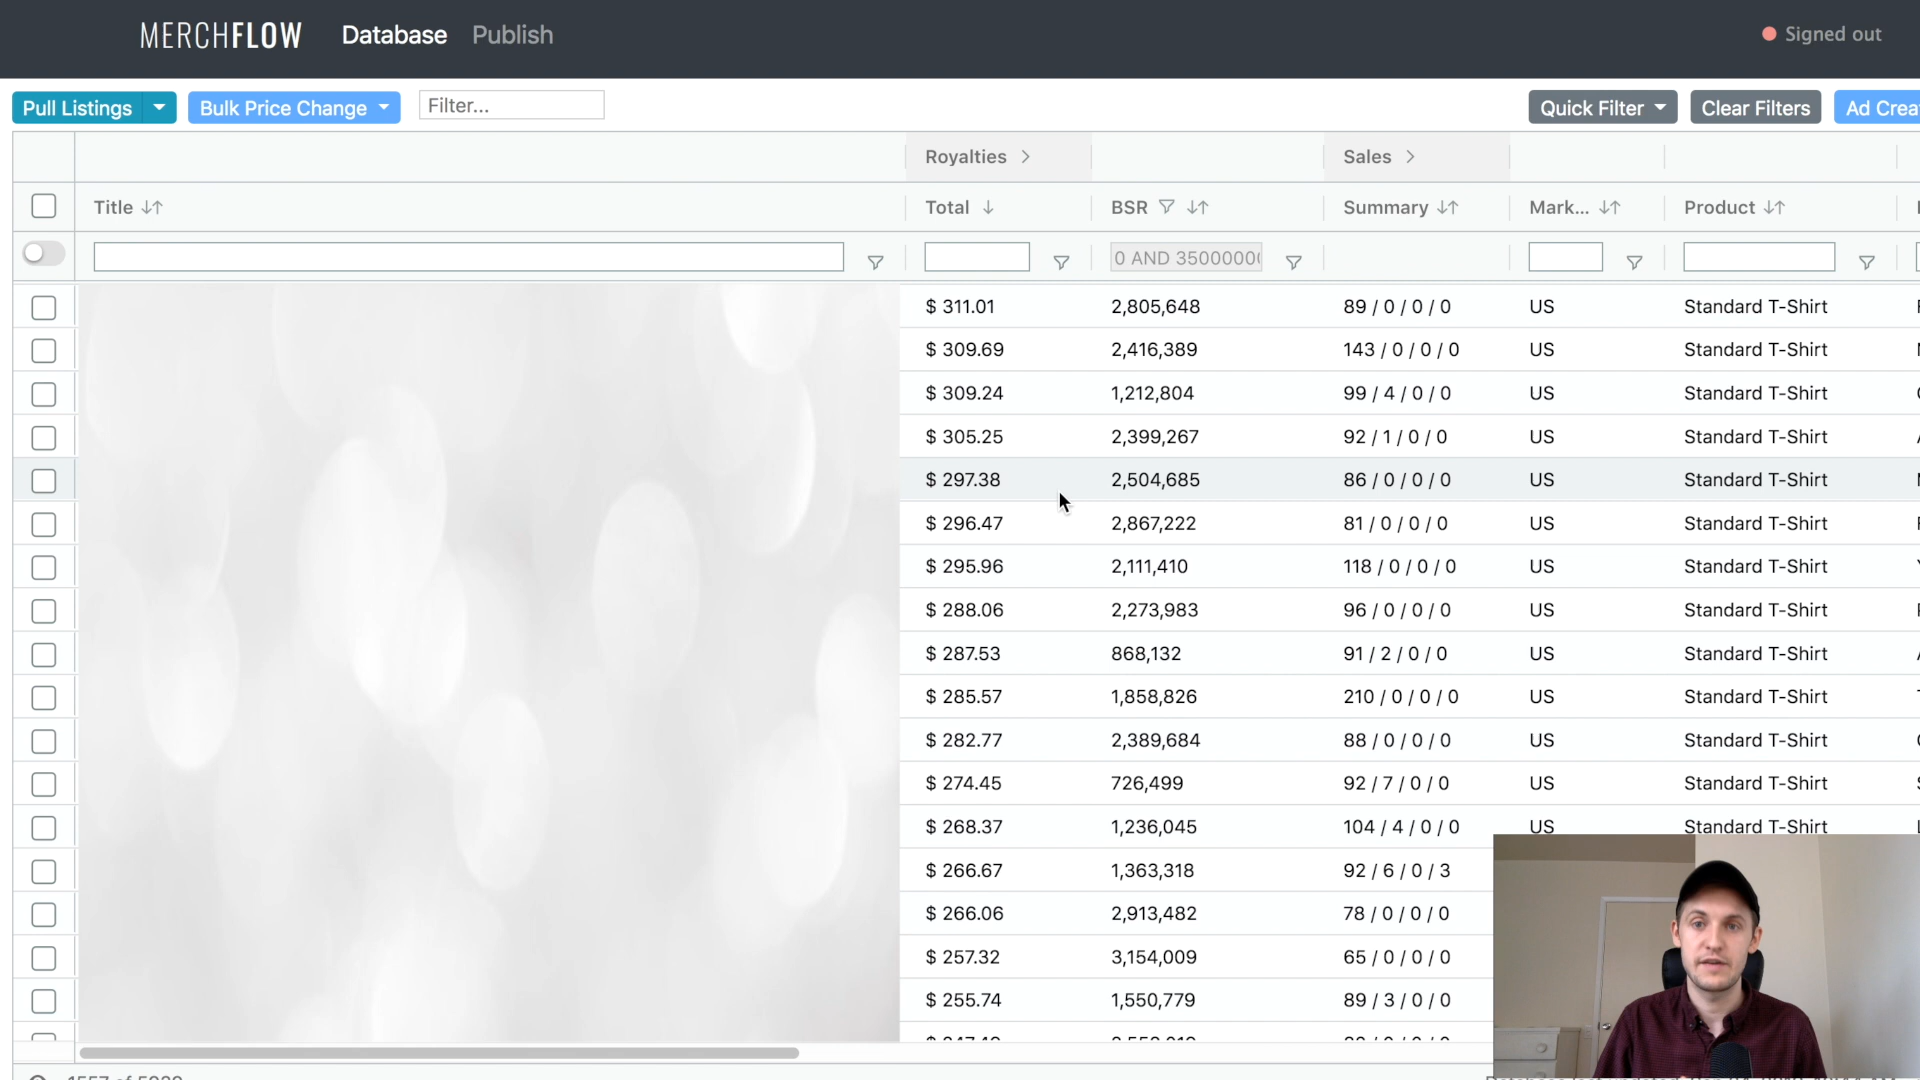 MERCHFLOW Database Publish Signed out
Pull Listings Bulk Price Change Filter... Quick Filter Clear Filters Ad Crea
Royalties > Sales >
Title Total BSR Summary Mark... Product
0 AND 3500000
$ 311.01 2,805,648 89 / 0 / 0 / 0 US Standard T-Shirt
$ 309.69 2,416,389 143 / 0 / 0 / 0 US Standard T-Shirt
$ 309.24 1,212,804 99 / 4 / 0 / 0 US Standard T-Shirt
$ 305.25 2,399,267 92 / 1 / 0 / 0 US Standard T-Shirt
$ 297.38 2,504,685 86 / 0 / 0 / 0 US Standard T-Shirt
$ 296.47 2,867,222 81 / 0 / 0 / 0 US Standard T-Shirt
$ 295.96 2,111,410 118 / 0 / 0 / 0 US Standard T-Shirt
$ 288.06 2,273,983 96 / 0 / 0 / 0 US Standard T-Shirt
$ 287.53 868,132 91 / 2 / 0 / 0 US Standard T-Shirt
$ 285.57 1,858,826 210 / 0 / 0 / 0 US Standard T-Shirt
$ 282.77 2,389,684 88 / 0 / 0 / 0 US Standard T-Shirt
$ 274.45 726,499 92 / 7 / 0 / 0 US Standard T-Shirt
$ 268.37 1,236,045 104 / 4 / 0 / 0 US Standard T-Shirt
$ 266.67 1,363,318 92 / 6 / 0 / 3
$ 266.06 2,913,482 78 / 0 / 0 / 0
$ 257.32 3,154,009 65 / 0 / 0 / 0
$ 255.74 1,550,779 89 / 3 / 0 / 0